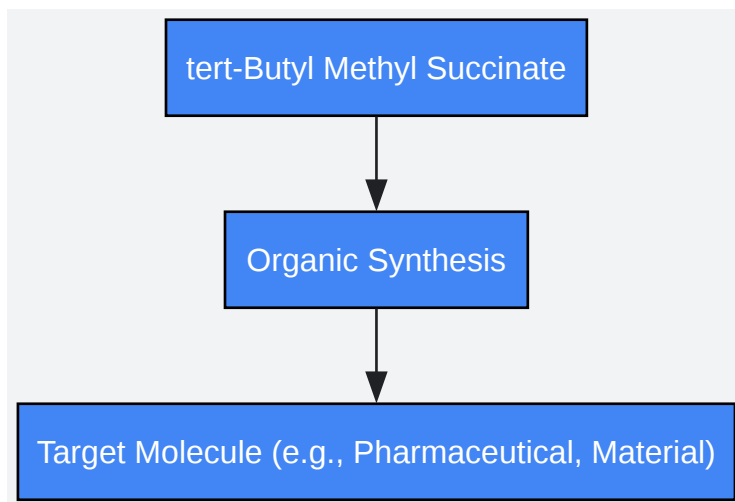 tert-Butyl Methyl Succinate
Organic Synthesis
Target Molecule (e.g., Pharmaceutical, Material)